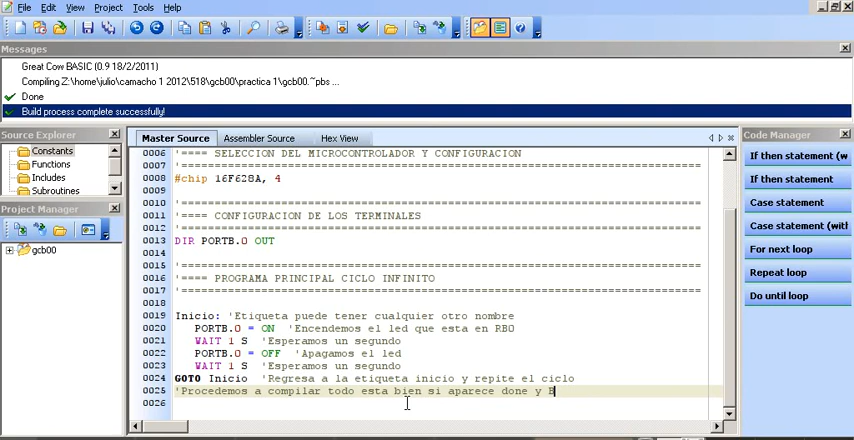 File Edit View Project Tools Help
Messages
Great Cow BASIC (0.9 18/2/2011)
Compiling Z:\home\julio\camacho 1 2012\518\gcb00\practica 1\gcb00.~pbs ...
Done
Build process complete successfully!
Source Explorer
Constants
Functions
Includes
Subroutines
Project Manager
gcb00
Master Source Assembler Source Hex View
0006 '==== SELECCION DEL MICROCONTROLADOR Y CONFIGURACION
0007 '==============================================================================
0008 #chip 16F628A, 4
0009
0010 '==============================================================================
0011 '==== CONFIGURACION DE LOS TERMINALES
0012 '==============================================================================
0013 DIR PORTB.0 OUT
0014
0015 '==============================================================================
0016 '==== PROGRAMA PRINCIPAL CICLO INFINITO
0017 '==============================================================================
0018
0019 Inicio: 'Etiqueta puede tener cualquier otro nombre
0020 PORTB.0 = ON 'Encendemos el led que esta en RB0
0021 WAIT 1 S 'Esperamos un segundo
0022 PORTB.0 = OFF 'Apagamos el led
0023 WAIT 1 S 'Esperamos un segundo
0024 GOTO Inicio 'Regresa a la etiqueta inicio y repite el ciclo
0025 'Procedemos a compilar todo esta bien si aparece done y B
0026
Code Manager
If then statement (w
If then statement
Case statement
Case statement (witl
For next loop
Repeat loop
Do until loop